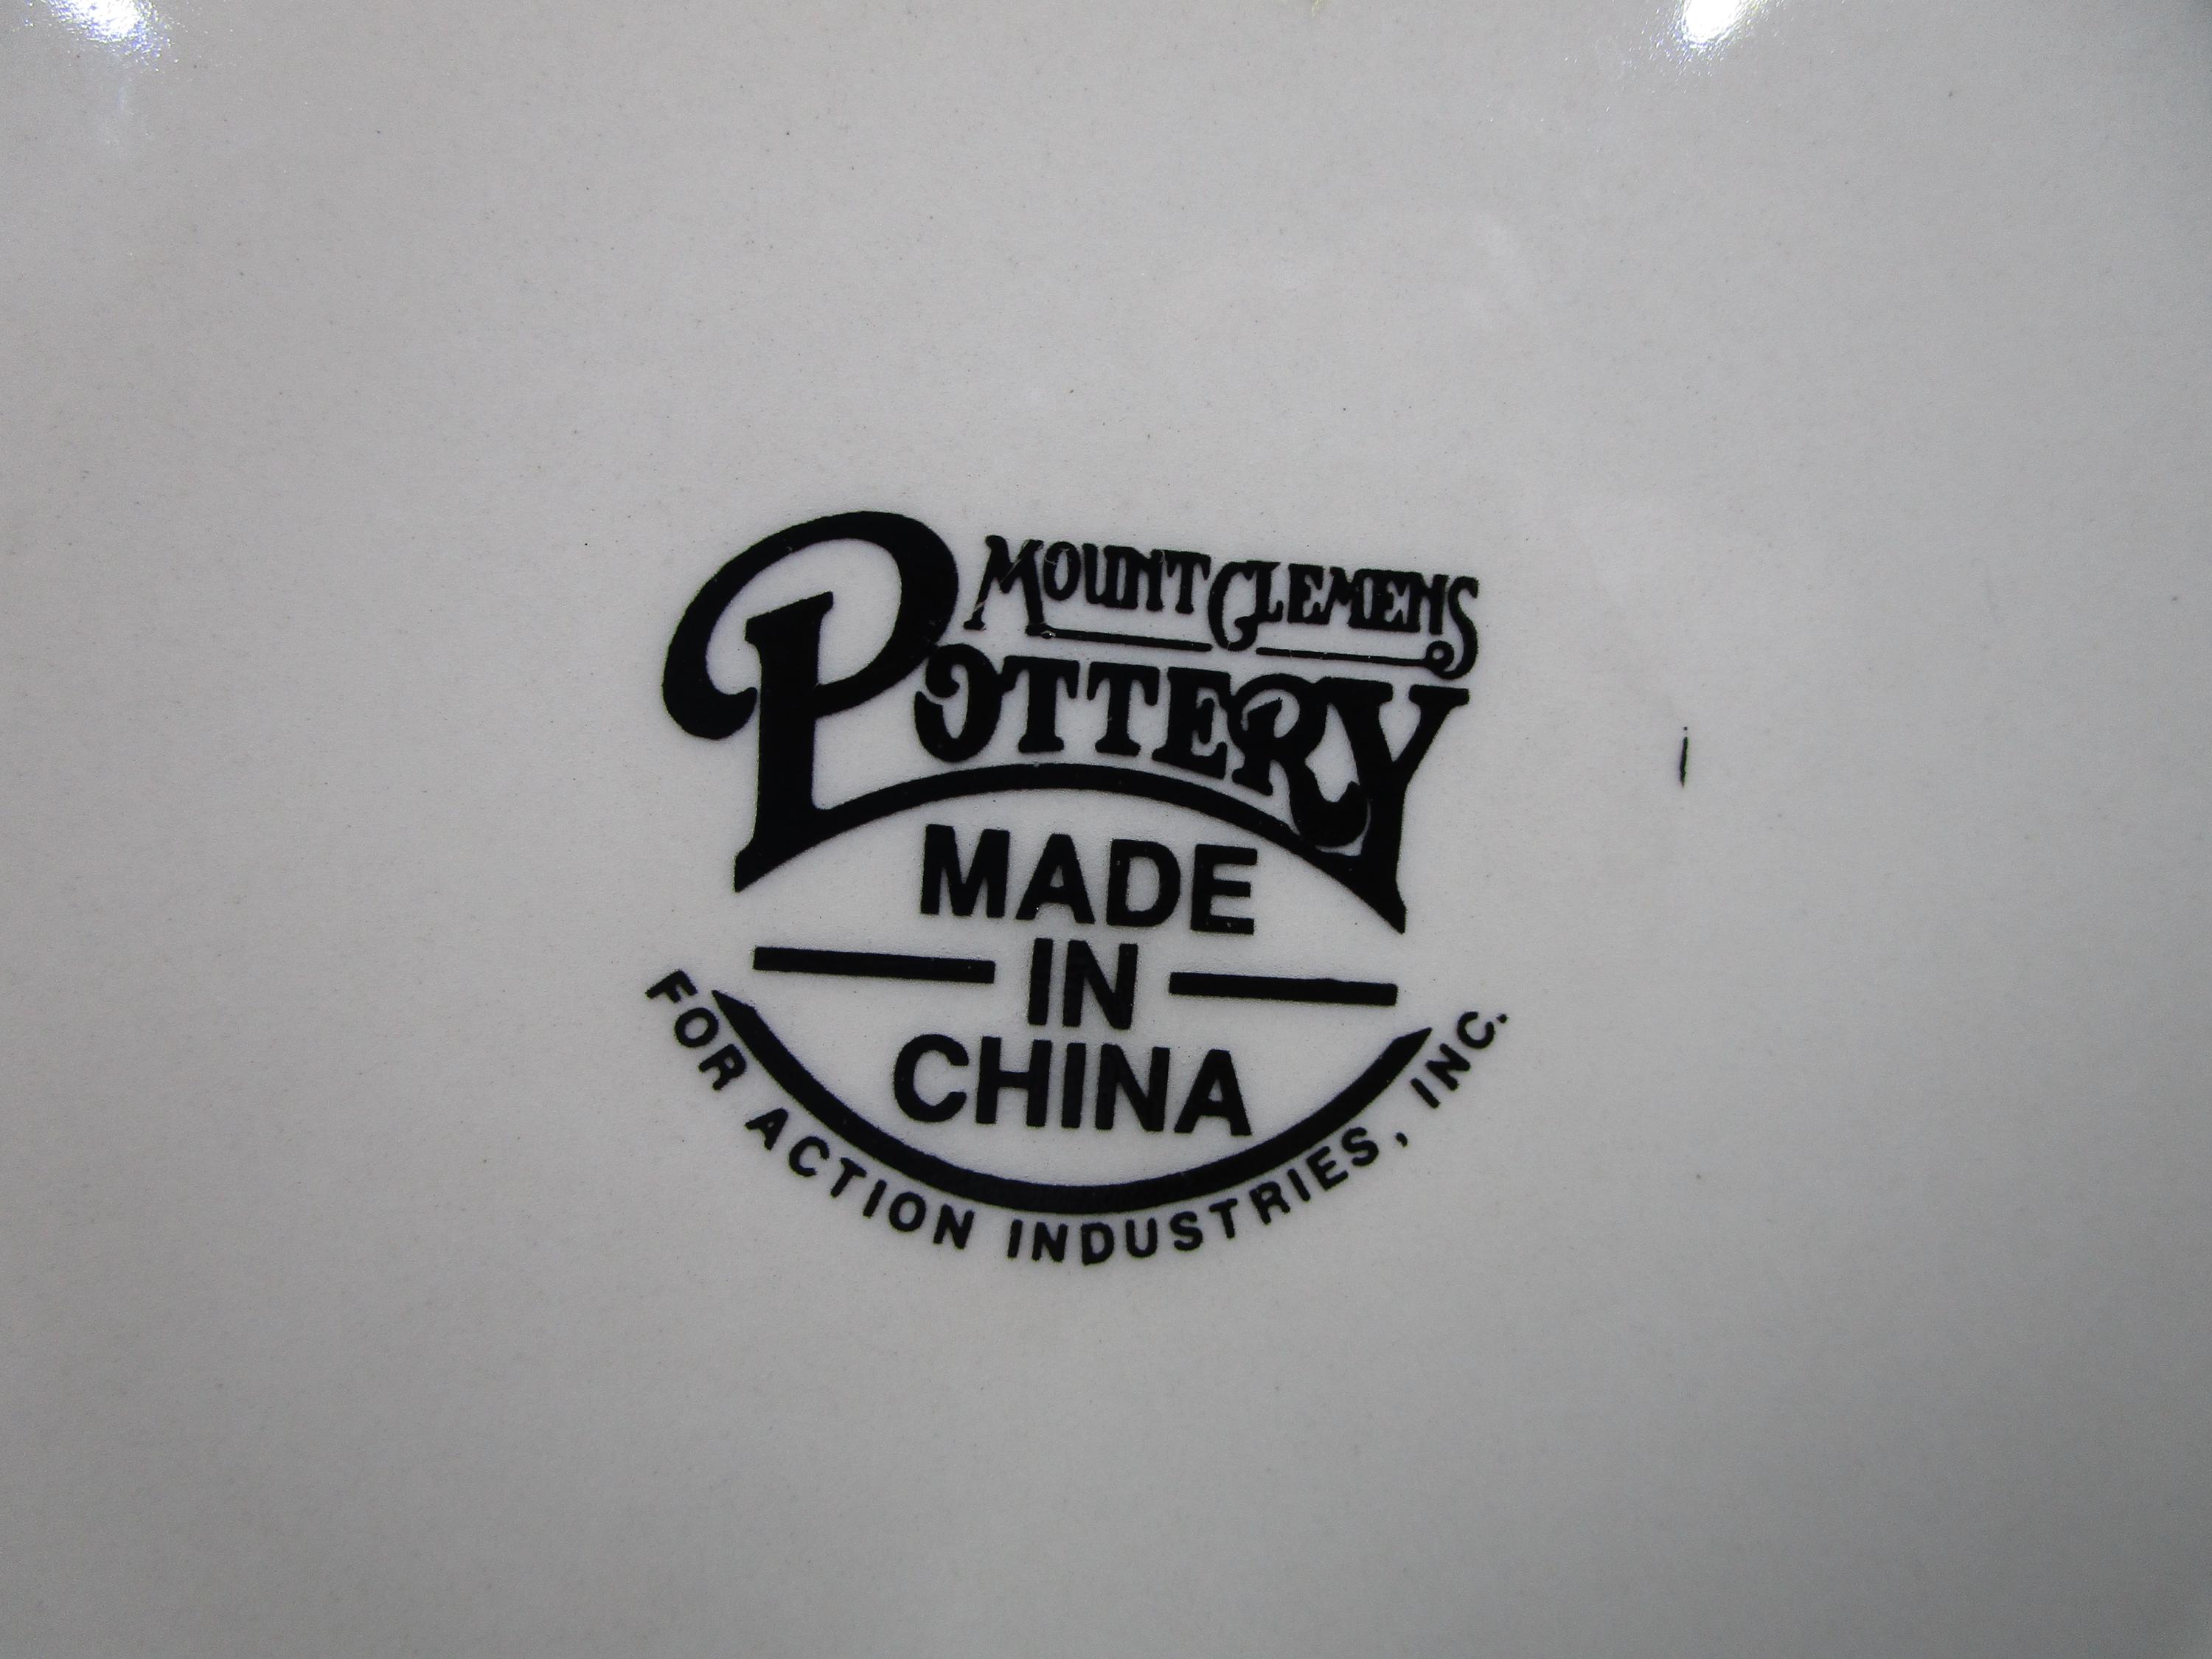 Mount Clemens
Pottery
MADE
IN
CHINA
FOR ACTION INDUSTRIES, INC.